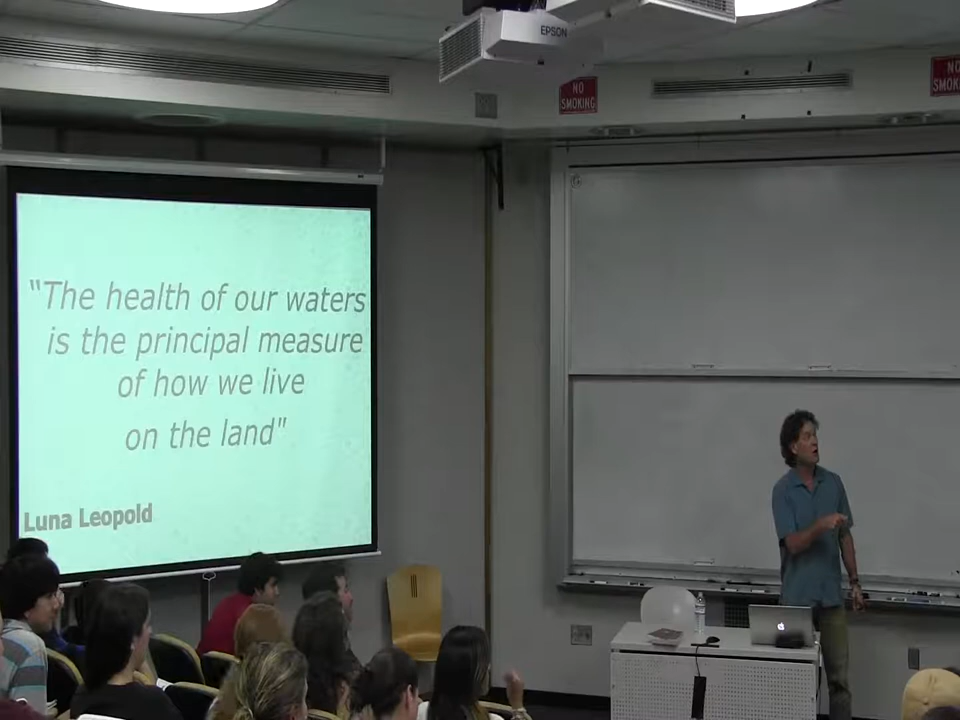 EPSON
NO
SMOKING
NO
SMOKING
"The health of our waters
is the principal measure
of how we live
on the land"
Luna Leopold